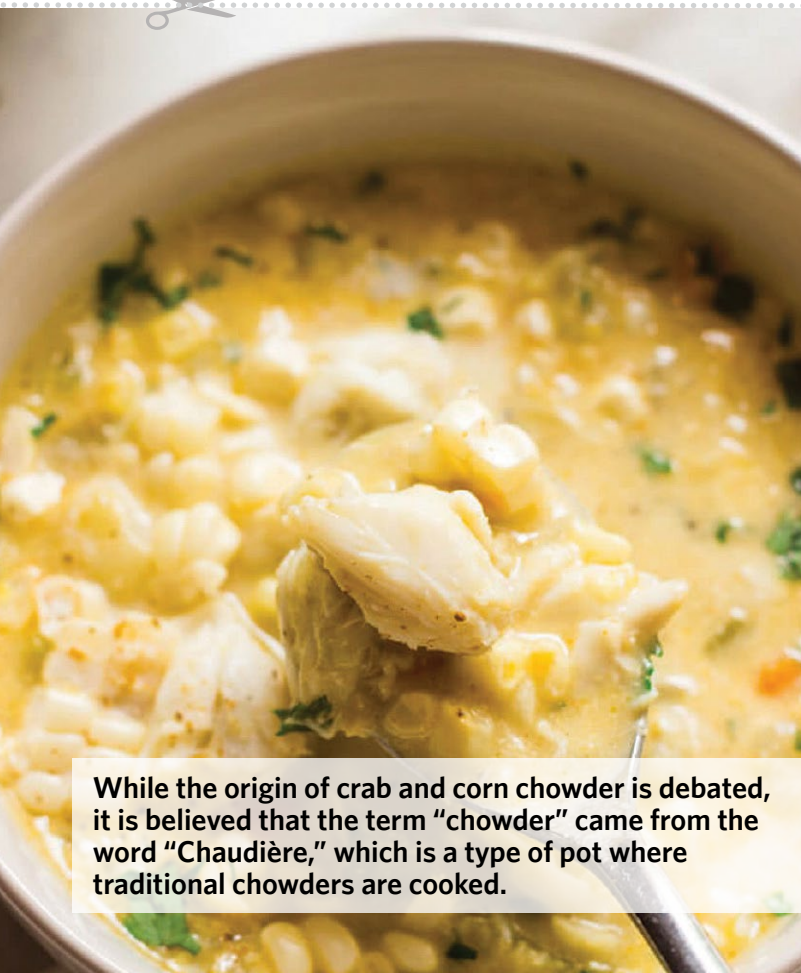 While the origin of crab and corn chowder is debated,
it is believed that the term “chowder” came from the
word “Chaudière,” which is a type of pot where
traditional chowders are cooked.